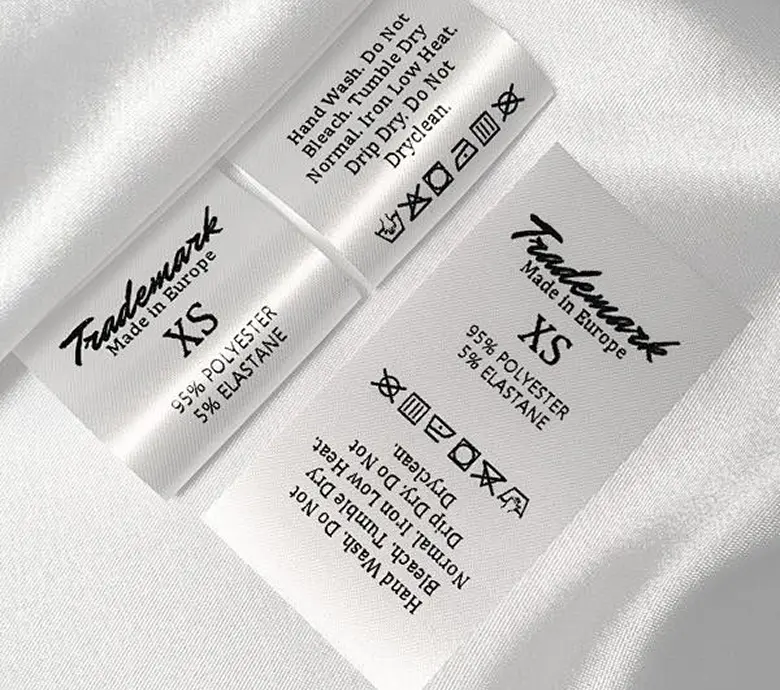 Hand Wash. Do Not
Bleach. Tumble Dry
Normal. Iron Low Heat.
Drip Dry. Do Not
Dryclean.
Trademark
Made in Europe
XS
95% POLYESTER
5% ELASTANE
Trademark
Made in Europe
XS
95% POLYESTER
5% ELASTANE
Hand Wash. Do Not
Bleach. Tumble Dry
Normal. Iron Low Heat.
Drip Dry. Do Not
Dryclean.